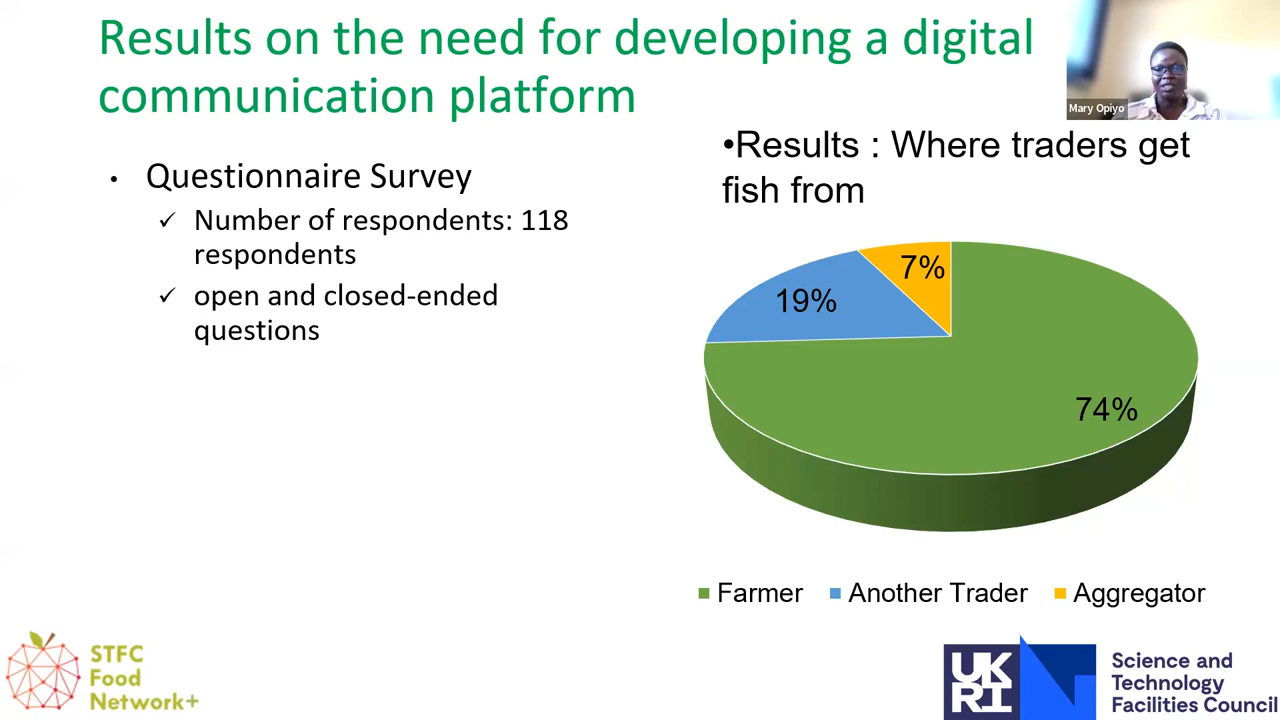 Results on the need for developing a digital
communication platform
Mary Opiyo
• Questionnaire Survey
✓ Number of respondents: 118
respondents
✓ open and closed-ended
questions
•Results : Where traders get
fish from
7%
19%
74%
Farmer Another Trader Aggregator
STFC
Food
Network+
UK
RI
Science and
Technology
Facilities Council